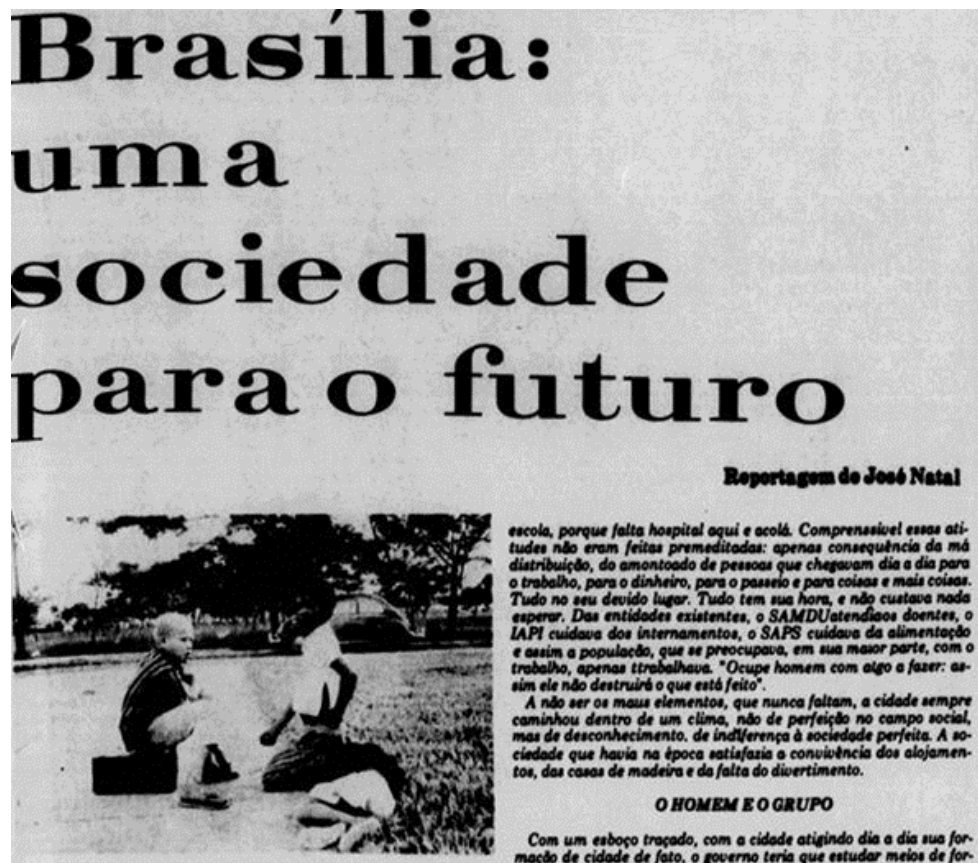 Brasília:
uma
sociedade
para o futuro
Reportagem de José Natal
escola, porque falta hospital aqui e acolá. Comprenssivel essas ati-
tudes não eram feitas premeditadas: apenas consequência da má
distribuição, do amontoado de pessoas que chegavam dia a dia para
o trabalho, para o dinheiro, para o passeio e para coisas e mais coisas.
Tudo no seu devido lugar. Tudo tem sua hora, e não custava nada
esperar. Das entidades existentes, o SAMDUatendiaos doentes, o
IAPI cuidava dos internamentos, o SAPS cuidava da alimentação
e assim a população, que se preocupava, em sua maior parte, com o
trabalho, apenas ttrabalhava. "Ocupe homem com algo a fazer: as-
sim ele não destruirá o que está feito".
A não ser os maus elementos, que nunca faltam, a cidade sempre
caminhou dentro de um clima, não de perfeição no campo social,
mas de desconhecimento, de indiferença à sociedade perfeita. A so-
ciedade que havia na época satisfazia a convivência dos alojamen-
tos, das casas de madeira e da falta do divertimento.
O HOMEM E O GRUPO
Com um esboço traçado, com a cidade atigindo dia a dia sua for-
mação de cidade de fato, o governo teria que estudar meios de for-